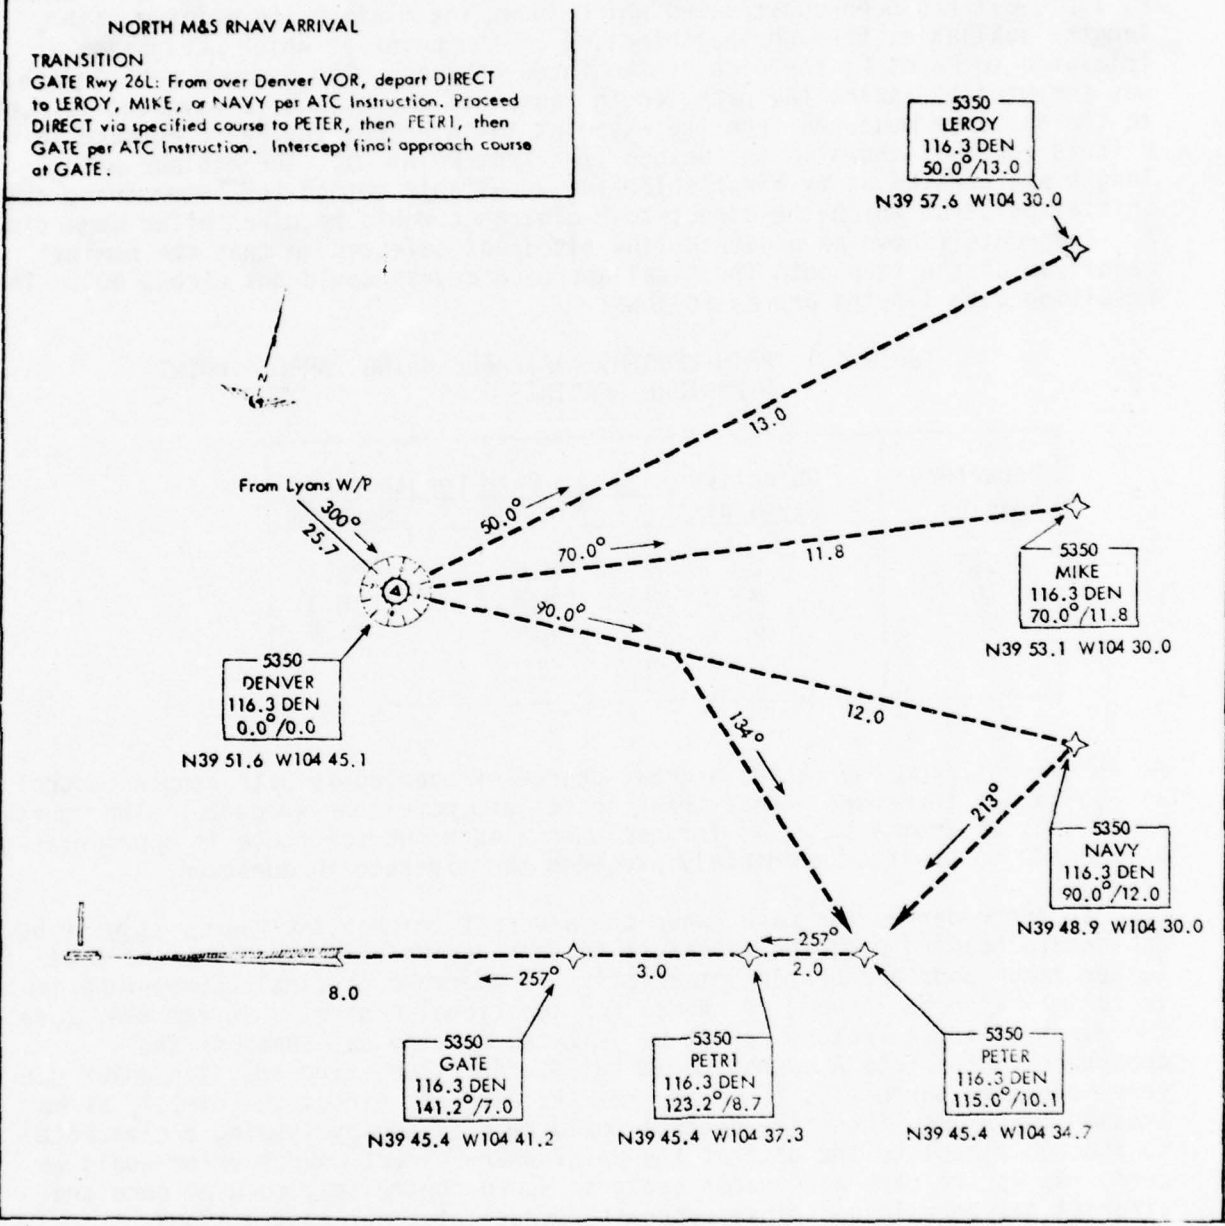 NORTH M&S RNAV ARRIVAL
TRANSITION
GATE Rwy 26L: From over Denver VOR, depart DIRECT
to LEROY, MIKE, or NAVY per ATC Instruction. Proceed
DIRECT via specified course to PETER, then PETR1, then
GATE per ATC Instruction. Intercept final approach course
at GATE.
5350
LEROY
116.3 DEN
50.0°/13.0
N39 57.6 W104 30.0
13.0
From Lyons W/P
300°
25.7
50.0°
70.0°
11.8
5350
MIKE
116.3 DEN
70.0°/11.8
N39 53.1 W104 30.0
90.0°
5350
DENVER
116.3 DEN
0.0°/0.0
N39 51.6 W104 45.1
12.0
134°
213°
5350
NAVY
116.3 DEN
90.0°/12.0
N39 48.9 W104 30.0
257°
257°
3.0
2.0
8.0
5350
GATE
116.3 DEN
141.2°/7.0
N39 45.4 W104 41.2
5350
PETR1
116.3 DEN
123.2°/8.7
N39 45.4 W104 37.3
5350
PETER
116.3 DEN
115.0°/10.1
N39 45.4 W104 34.7